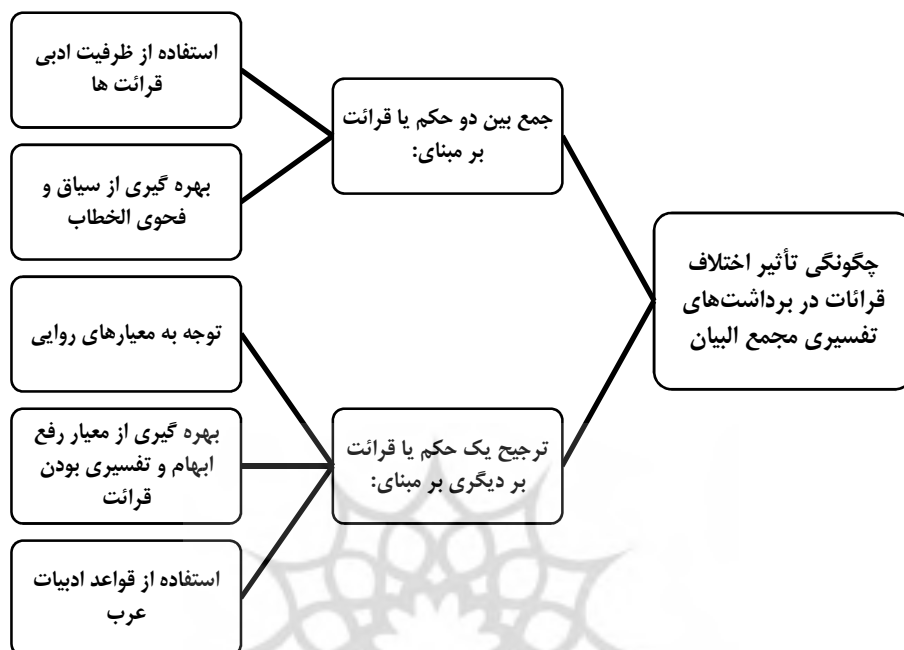 چگونگی تأثیر اختلاف
قرائات در برداشت‌های
تفسیری مجمع البیان
جمع بین دو حکم یا قرائت
بر مبنای:
استفاده از ظرفیت ادبی
قرائت ها
بهره گیری از سیاق و
فحوی الخطاب
ترجیح یک حکم یا قرائت
بر دیگری بر مبنای:
توجه به معیارهای روایی
بهره گیری از معیار رفع
ابهام و تفسیری بودن
قرائت
استفاده از قواعد ادبیات
عرب